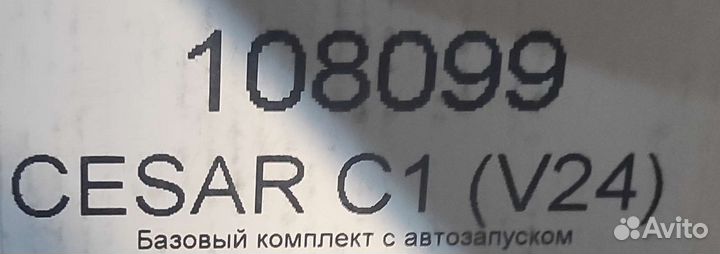 108099
CESAR C1 (V24)
Базовый комплект с автозапуском
Avito